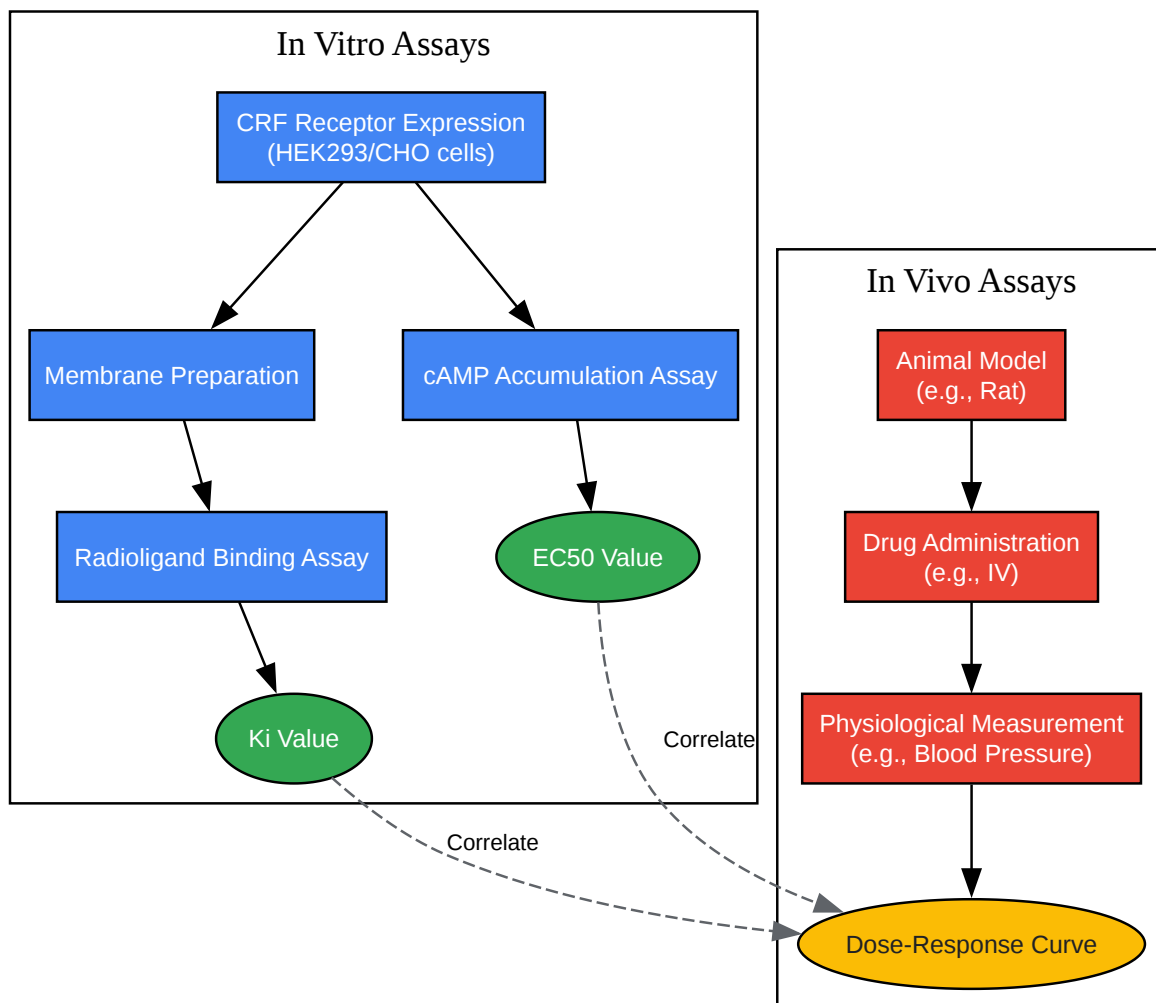 In Vitro Assays
CRF Receptor Expression
(HEK293/CHO cells)
Membrane Preparation
cAMP Accumulation Assay
Radioligand Binding Assay
EC50 Value
Ki Value
Correlate
Correlate
In Vivo Assays
Animal Model
(e.g., Rat)
Drug Administration
(e.g., IV)
Physiological Measurement
(e.g., Blood Pressure)
Dose-Response Curve